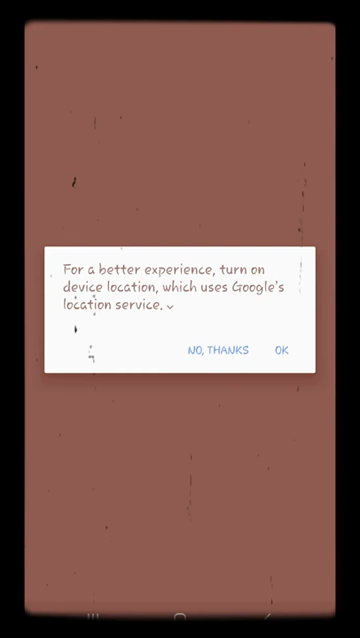 For a better experience, turn on
device location, which uses Google's
location service.
NO, THANKS OK